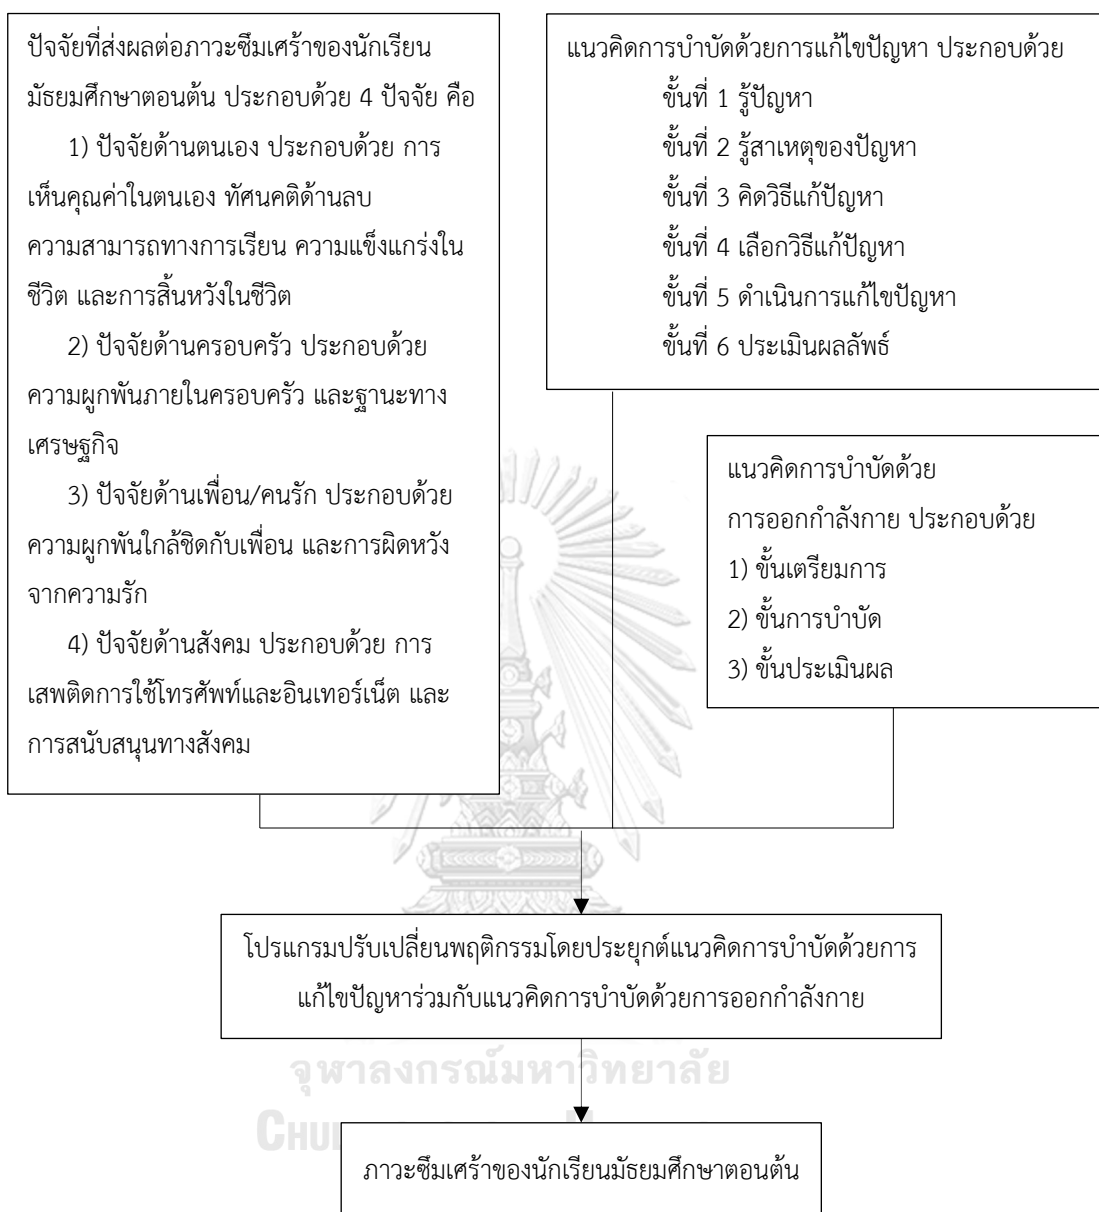 ปัจจัยที่ส่งผลต่อภาวะซึมเศร้าของนักเรียน
มัธยมศึกษาตอนต้น ประกอบด้วย 4 ปัจจัย คือ
1) ปัจจัยด้านตนเอง ประกอบด้วย การ
เห็นคุณค่าในตนเอง ทัศนคติด้านลบ
ความสามารถทางการเรียน ความแข็งแกร่งใน
ชีวิต และการสิ้นหวังในชีวิต
2) ปัจจัยด้านครอบครัว ประกอบด้วย
ความผูกพันภายในครอบครัว และฐานะทาง
เศรษฐกิจ
3) ปัจจัยด้านเพื่อน/คนรัก ประกอบด้วย
ความผูกพันใกล้ชิดกับเพื่อน และการผิดหวัง
จากความรัก
4) ปัจจัยด้านสังคม ประกอบด้วย การ
เสพติดการใช้โทรศัพท์และอินเทอร์เน็ต และ
การสนับสนุนทางสังคม
แนวคิดการบำบัดด้วยการแก้ไขปัญหา ประกอบด้วย
ขั้นที่ 1 รู้ปัญหา
ขั้นที่ 2 รู้สาเหตุของปัญหา
ขั้นที่ 3 คิดวิธีแก้ปัญหา
ขั้นที่ 4 เลือกวิธีแก้ปัญหา
ขั้นที่ 5 ดำเนินการแก้ไขปัญหา
ขั้นที่ 6 ประเมินผลลัพธ์
แนวคิดการบำบัดด้วย
การออกกำลังกาย ประกอบด้วย
1) ขั้นเตรียมการ
2) ขั้นการบำบัด
3) ขั้นประเมินผล
โปรแกรมปรับเปลี่ยนพฤติกรรมโดยประยุกต์แนวคิดการบำบัดด้วยการ
แก้ไขปัญหาร่วมกับแนวคิดการบำบัดด้วยการออกกำลังกาย
จุฬาลงกรณ์มหาวิทยาลัย
ภาวะซึมเศร้าของนักเรียนมัธยมศึกษาตอนต้น